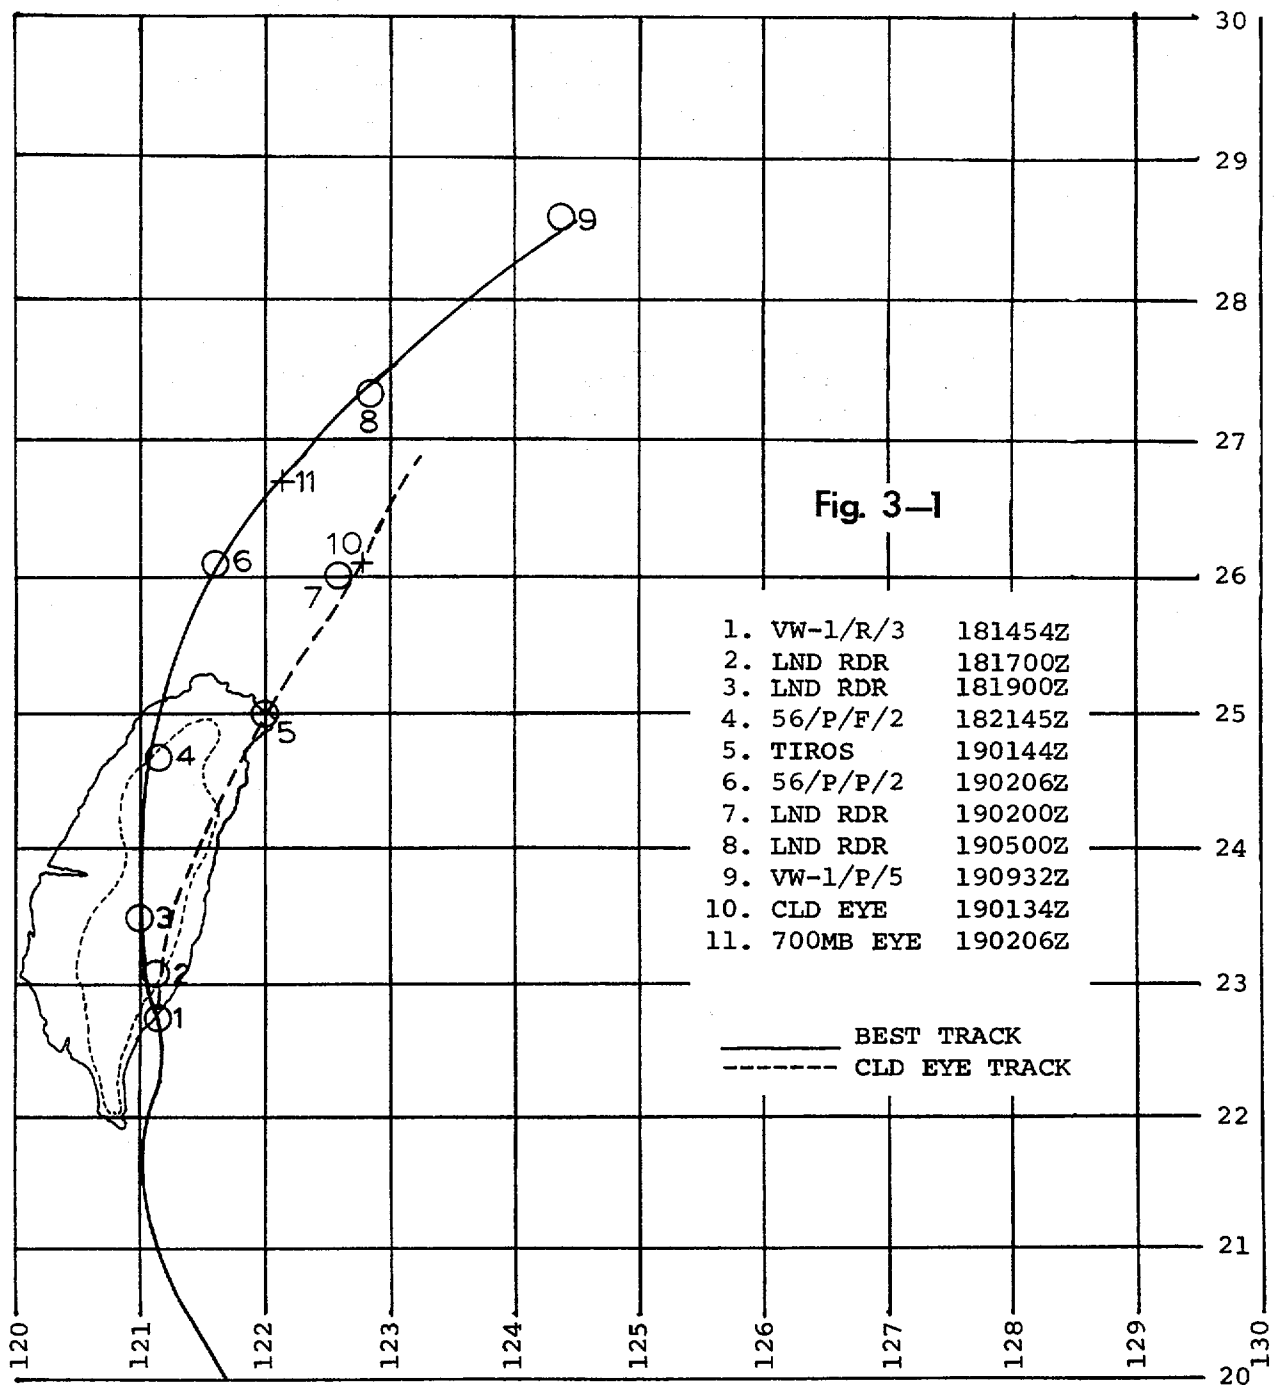 30
29
9
28
8
27
11
Fig. 3—1
10
6
26
7
1. VW-1/R/3 181454Z
2. LND RDR 181700Z
3. LND RDR 181900Z
25
4. 56/P/F/2 182145Z
5
4
5. TIROS 190144Z
6. 56/P/P/2 190206Z
7. LND RDR 190200Z
8. LND RDR 190500Z
24
9. VW-1/P/5 190932Z
10. CLD EYE 190134Z
3
11. 700MB EYE 190206Z
2
23
1
BEST TRACK
CLD EYE TRACK
22
21
120 121 122 123 124 125 126 127 128 129 130
20